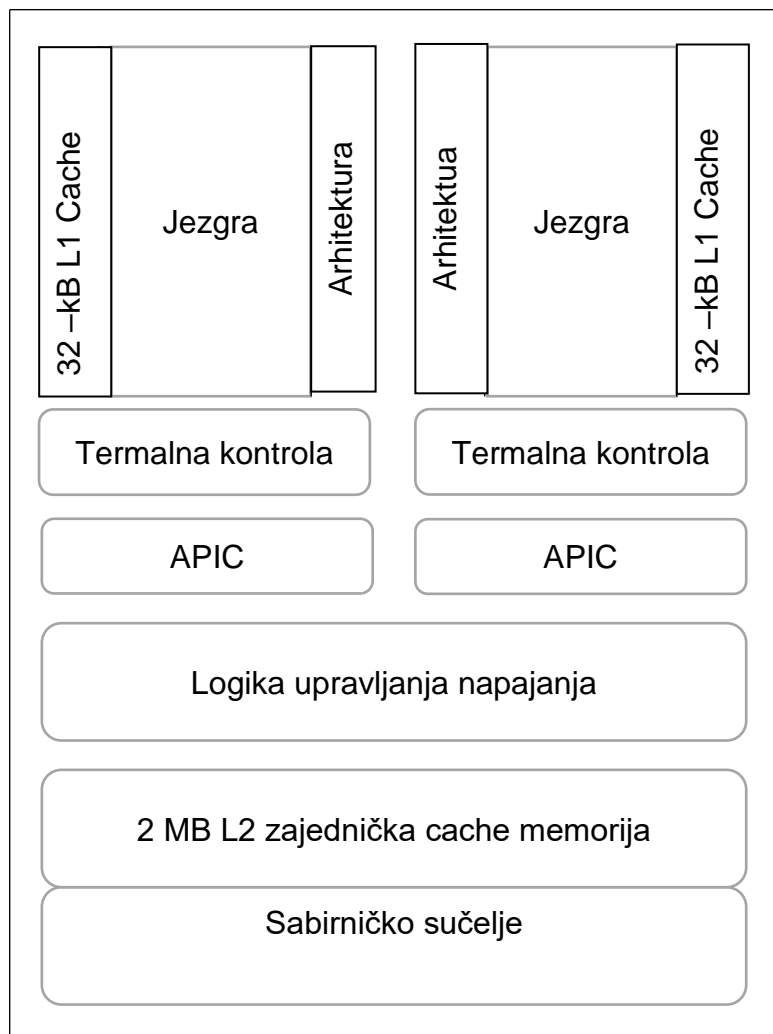 32 –kB L1 Cache
Jezgra
Arhitektura
Arhitektua
Jezgra
32 –kB L1 Cache
Termalna kontrola
Termalna kontrola
APIC
APIC
Logika upravljanja napajanja
2 MB L2 zajednička cache memorija
Sabirničko sučelje